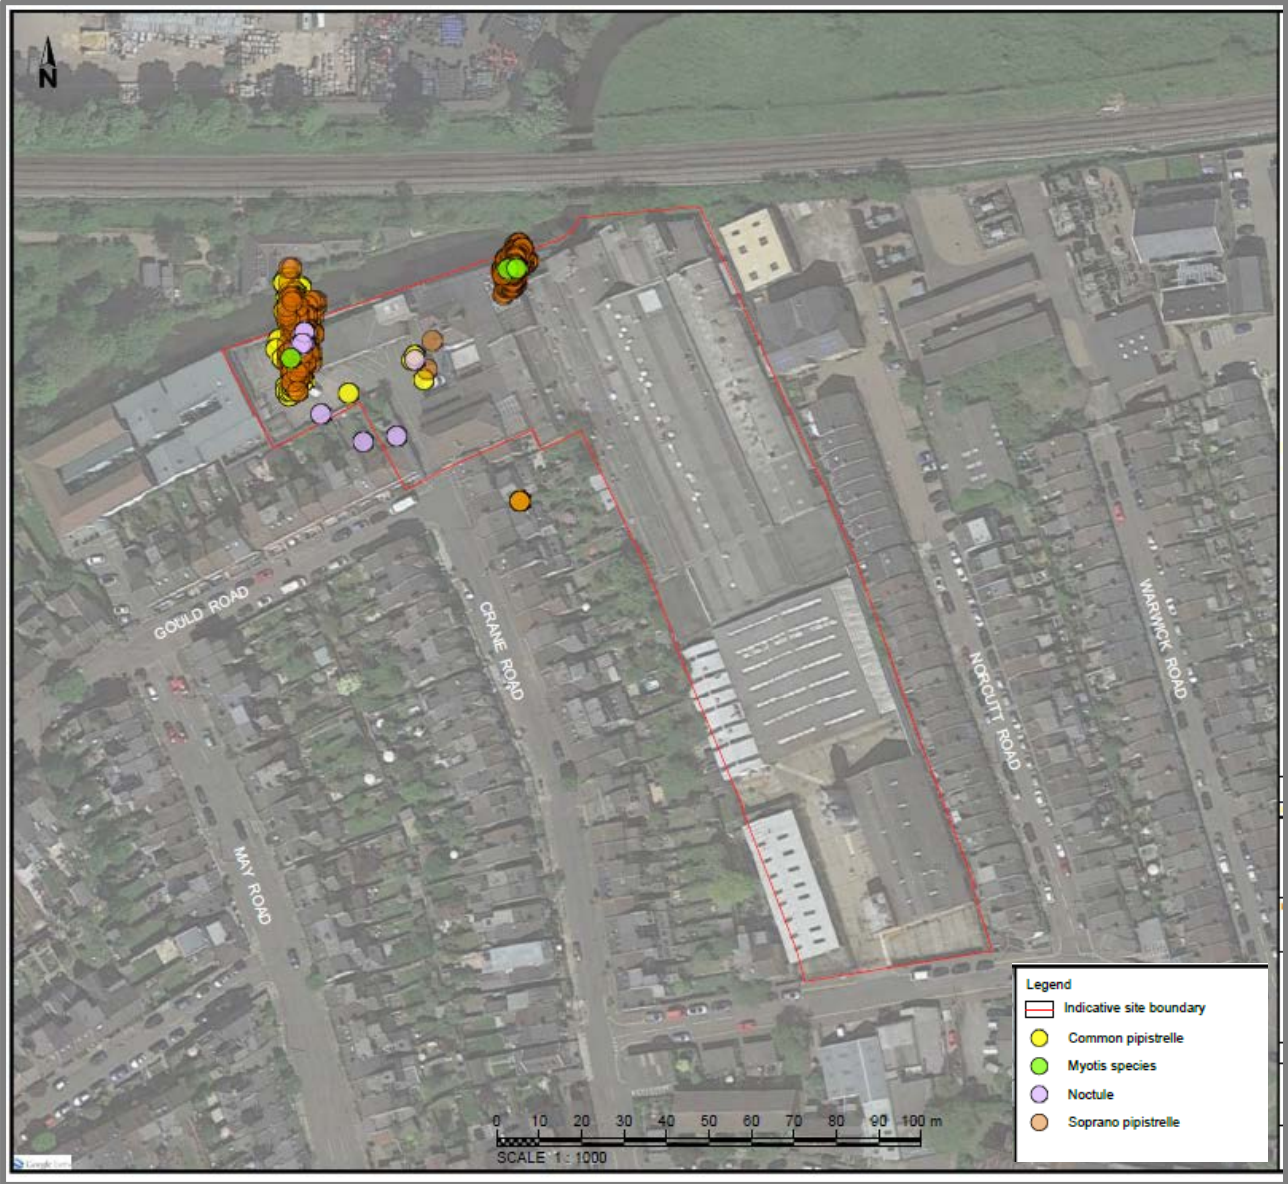 N
GOULD ROAD
CRANE ROAD
MAY ROAD
NORCUTT ROAD
WARWICK ROAD
Legend
Indicative site boundary
Common pipistrelle
Myotis species
Noctule
Soprano pipistrelle
0 10 20 30 40 50 60 70 80 90 100 m
SCALE 1 : 1000
Google